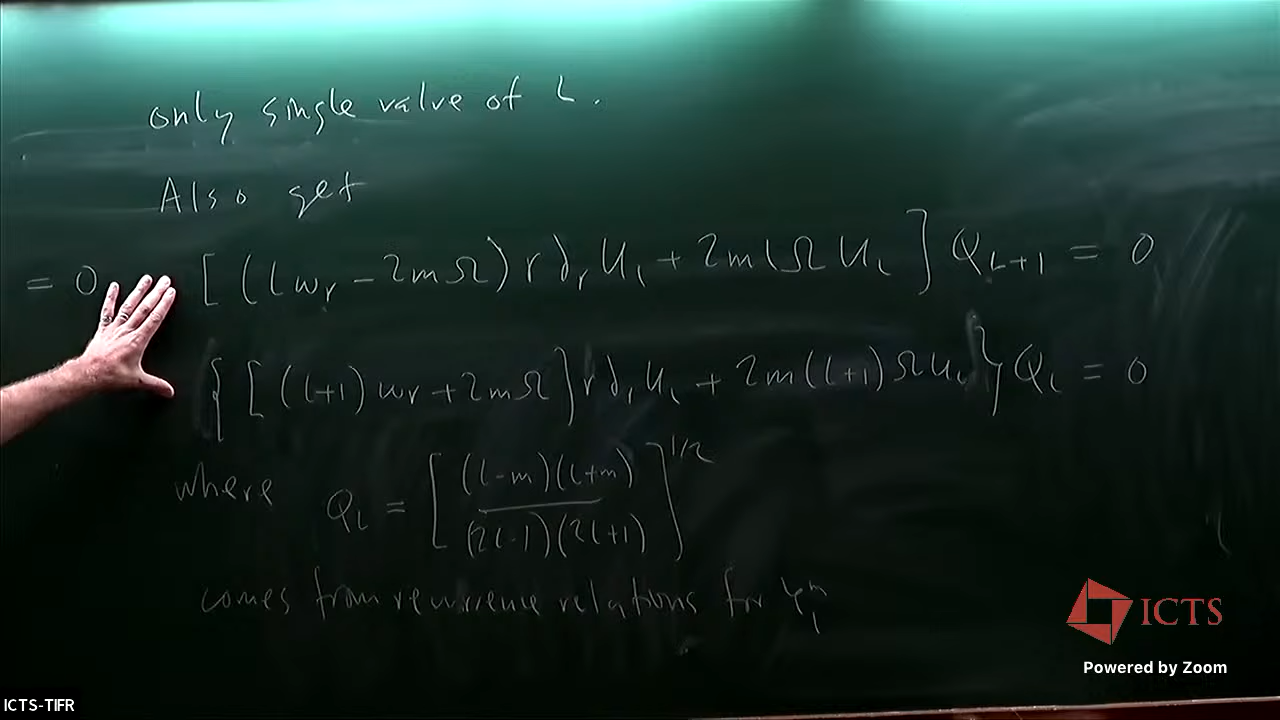 only single value of l.
Also get
= 0 [ (lω_r - 2mΩ) r ∂_r U_l + 2mlΩ U_l ] Q_{l+1} = 0
{ [ (l+1) ω_r + 2mΩ ] r ∂_r U_l + 2m(l+1) Ω U_l } Q_l = 0
where Q_l = [ (l-m)(l+m) / (2l-1)(2l+1) ]^{1/2}
comes from recurrence relations for Y_l^m
ICTS
Powered by Zoom
ICTS-TIFR